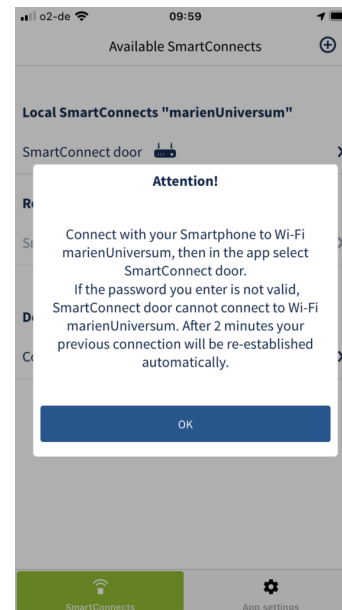 o2-de 09:59
Available SmartConnects
Local SmartConnects "marienUniversum"
SmartConnect door
Attention!
Connect with your Smartphone to Wi-Fi
marienUniversum, then in the app select
SmartConnect door.
If the password you enter is not valid,
SmartConnect door cannot connect to Wi-Fi
marienUniversum. After 2 minutes your
previous connection will be re-established
automatically.
OK
SmartConnects
App settings